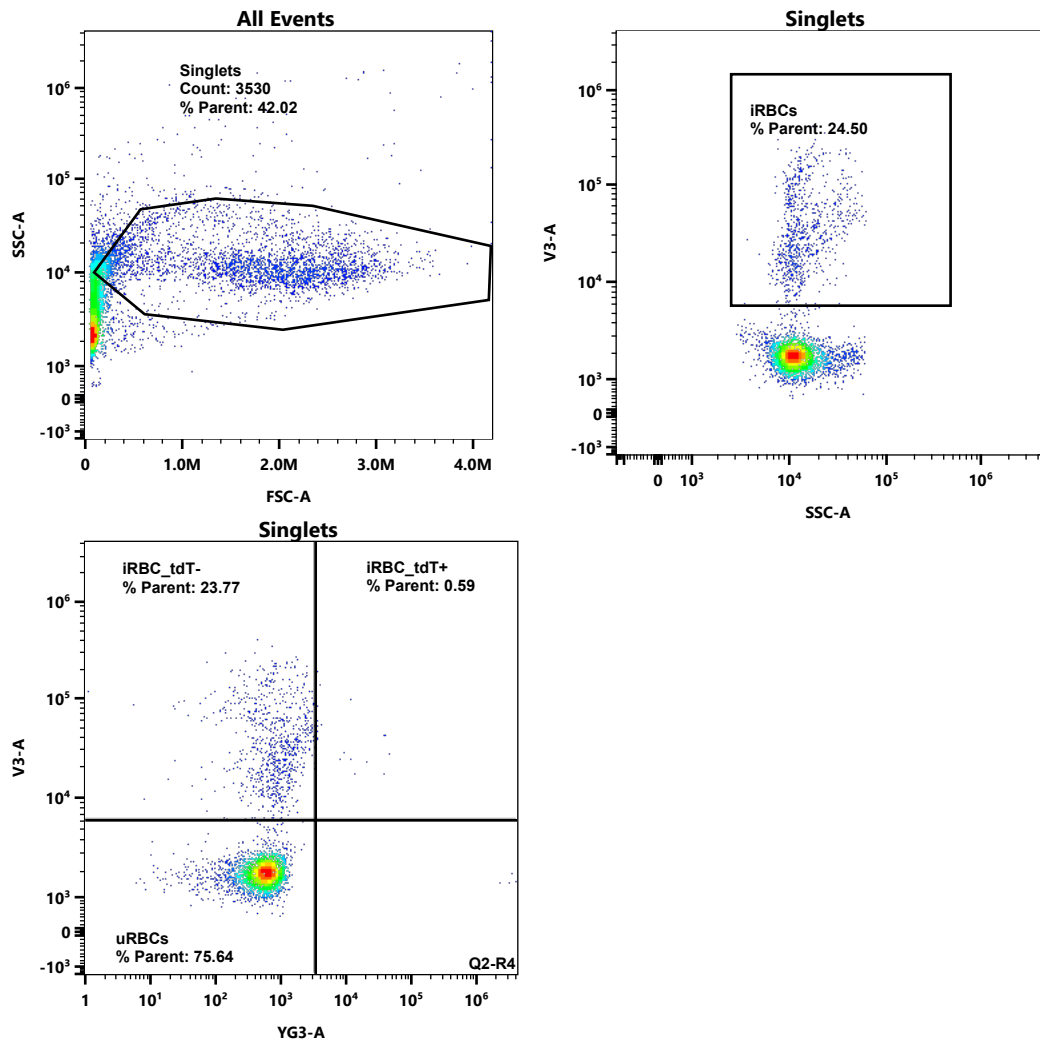 All Events
Singlets
Count: 3530
% Parent: 42.02
10⁶
10⁵
10⁴
10³
0
-10³
SSC-A
0
1.0M
2.0M
3.0M
4.0M
FSC-A
Singlets
iRBCs
% Parent: 24.50
10⁶
10⁵
10⁴
10³
0
-10³
V3-A
0
10³
10⁴
10⁵
10⁶
SSC-A
Singlets
iRBC_tdT-
% Parent: 23.77
iRBC_tdT+
% Parent: 0.59
10⁶
10⁵
10⁴
10³
0
-10³
V3-A
uRBCs
% Parent: 75.64
Q2-R4
1
10¹
10²
10³
10⁴
10⁵
10⁶
YG3-A